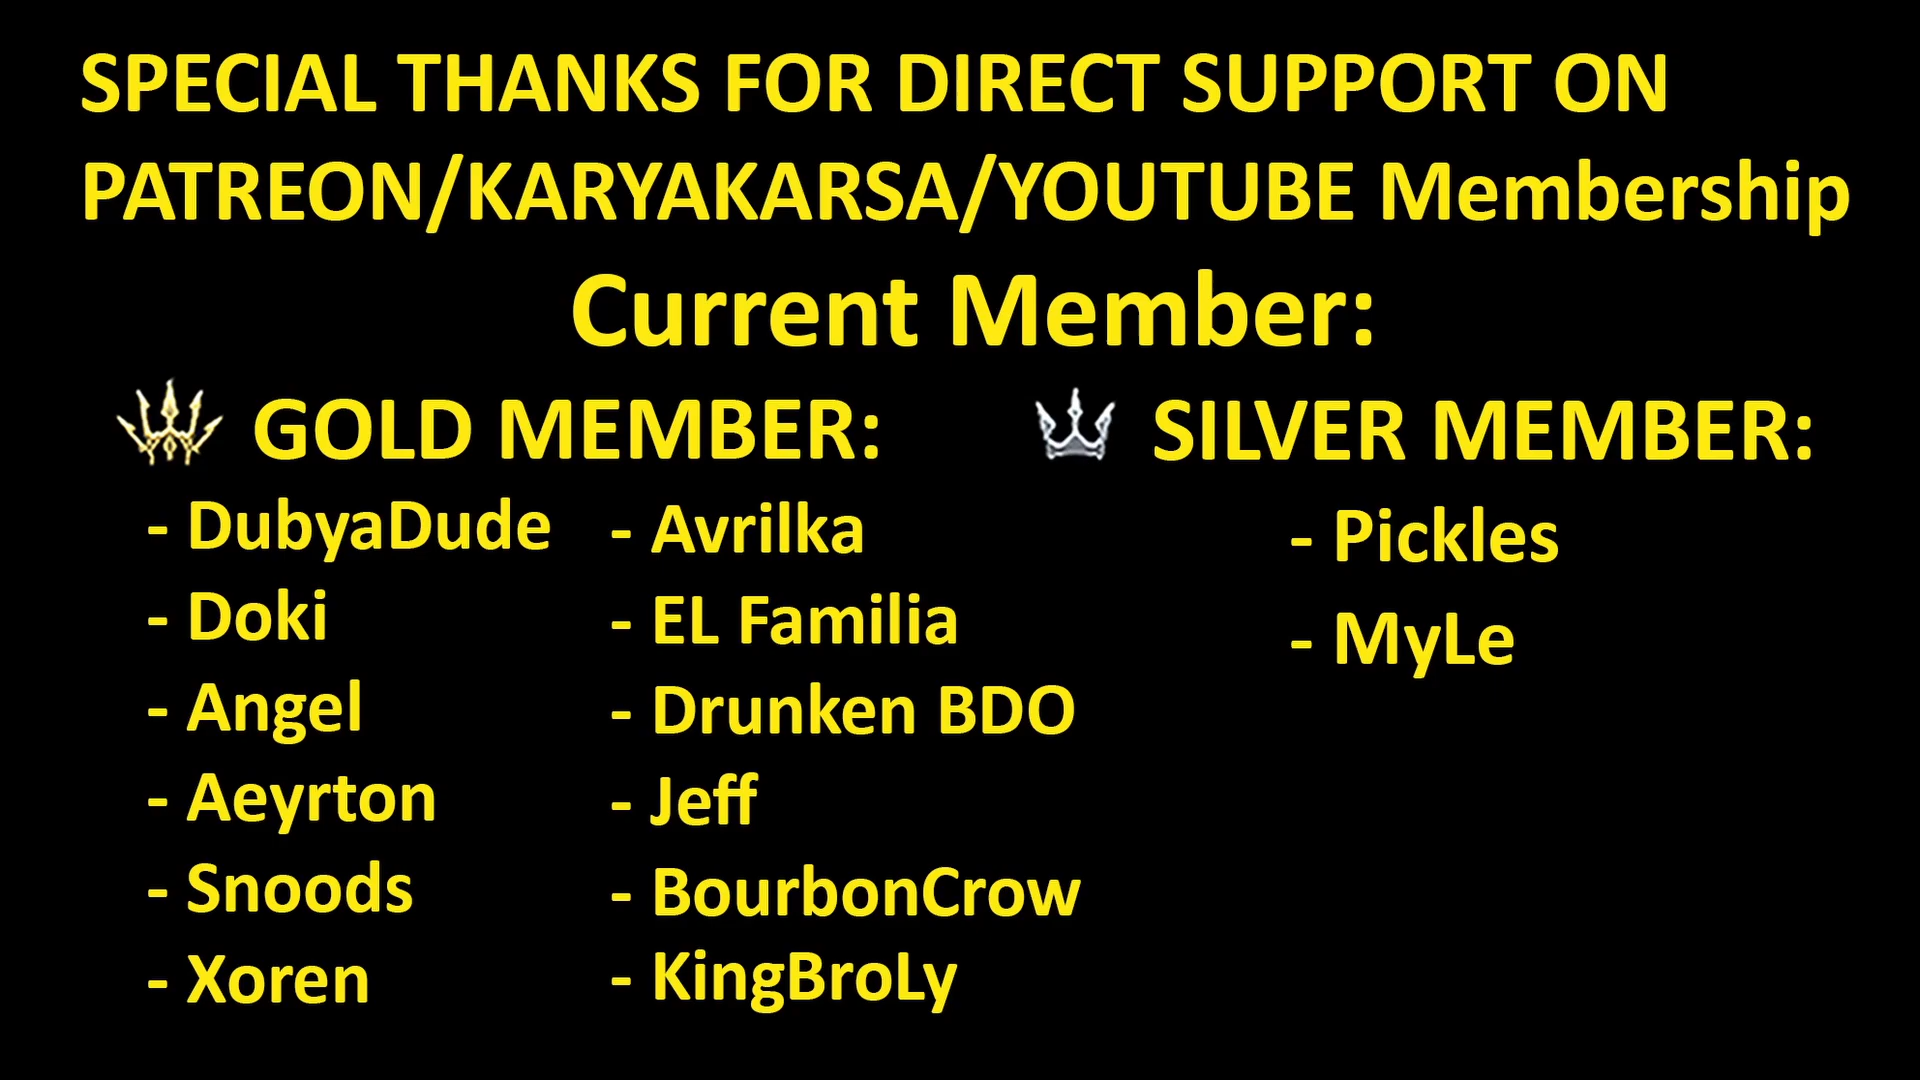 SPECIAL THANKS FOR DIRECT SUPPORT ON
PATREON/KARYAKARSA/YOUTUBE Membership
Current Member:
GOLD MEMBER:
- DubyaDude
- Doki
- Angel
- Aeyrton
- Snoods
- Xoren
- Avrilka
- EL Familia
- Drunken BDO
- Jeff
- BourbonCrow
- KingBroLy
SILVER MEMBER:
- Pickles
- MyLe